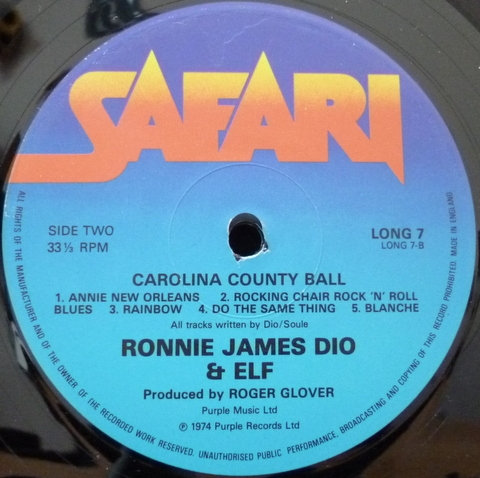 SAFARI
SIDE TWO
33⅓ RPM
LONG 7
LONG 7-B
CAROLINA COUNTY BALL
1. ANNIE NEW ORLEANS 2. ROCKING CHAIR ROCK 'N' ROLL
BLUES 3. RAINBOW 4. DO THE SAME THING 5. BLANCHE
All tracks written by Dio/Soule
RONNIE JAMES DIO
& ELF
Produced by ROGER GLOVER
Purple Music Ltd
℗ 1974 Purple Records Ltd
ALL RIGHTS OF THE MANUFACTURER AND OF THE OWNER OF THE RECORDED WORK RESERVED. UNAUTHORISED PUBLIC PERFORMANCE, BROADCASTING AND COPYING OF THIS RECORD PROHIBITED. MADE IN ENGLAND